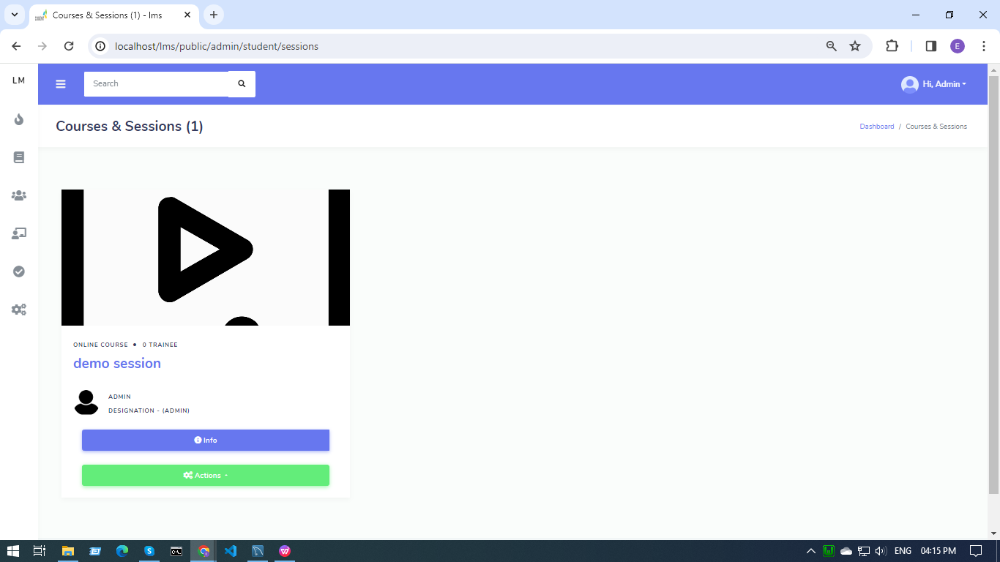 Courses & Sessions (1) - lms
localhost/lms/public/admin/student/sessions
E
LM
Search
Hi, Admin
Courses & Sessions (1)
Dashboard / Courses & Sessions
ONLINE COURSE • 0 TRAINEE
demo session
ADMIN
DESIGNATION - (ADMIN)
Info
Actions
ENG 04:15 PM